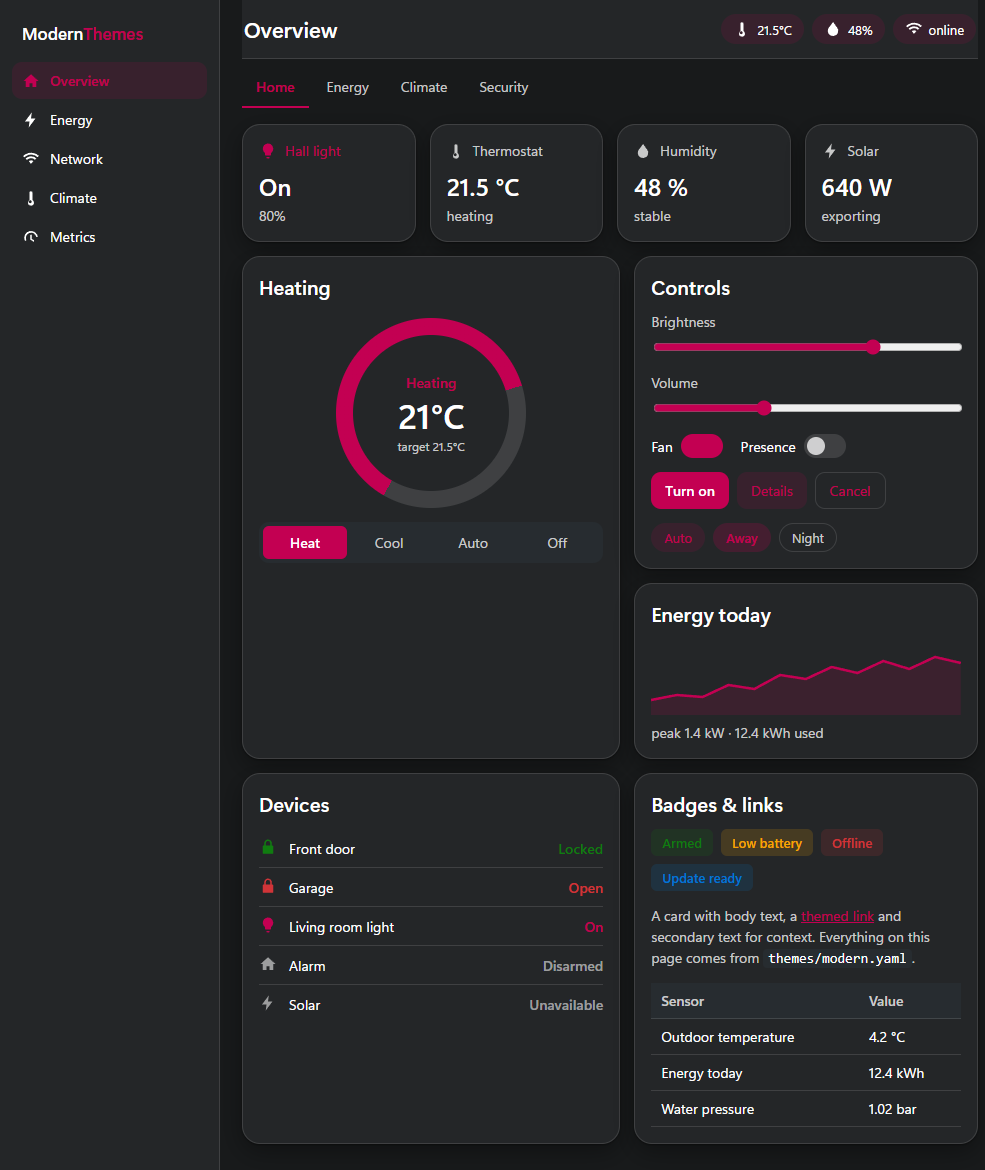 ModernThemes
Overview
Energy
Network
Climate
Metrics
Overview
21.5°C
48%
online
Home Energy Climate Security
Hall light
On
80%
Thermostat
21.5 °C
heating
Humidity
48 %
stable
Solar
640 W
exporting
Heating
Heating
21°C
target 21.5°C
Heat Cool Auto Off
Controls
Brightness
Volume
Fan Presence
Turn on Details Cancel
Auto Away Night
Energy today
peak 1.4 kW · 12.4 kWh used
Devices
Front door Locked
Garage Open
Living room light On
Alarm Disarmed
Solar Unavailable
Badges & links
Armed Low battery Offline
Update ready
A card with body text, a themed link and
secondary text for context. Everything on this
page comes from themes/modern.yaml .
Sensor Value
Outdoor temperature 4.2 °C
Energy today 12.4 kWh
Water pressure 1.02 bar